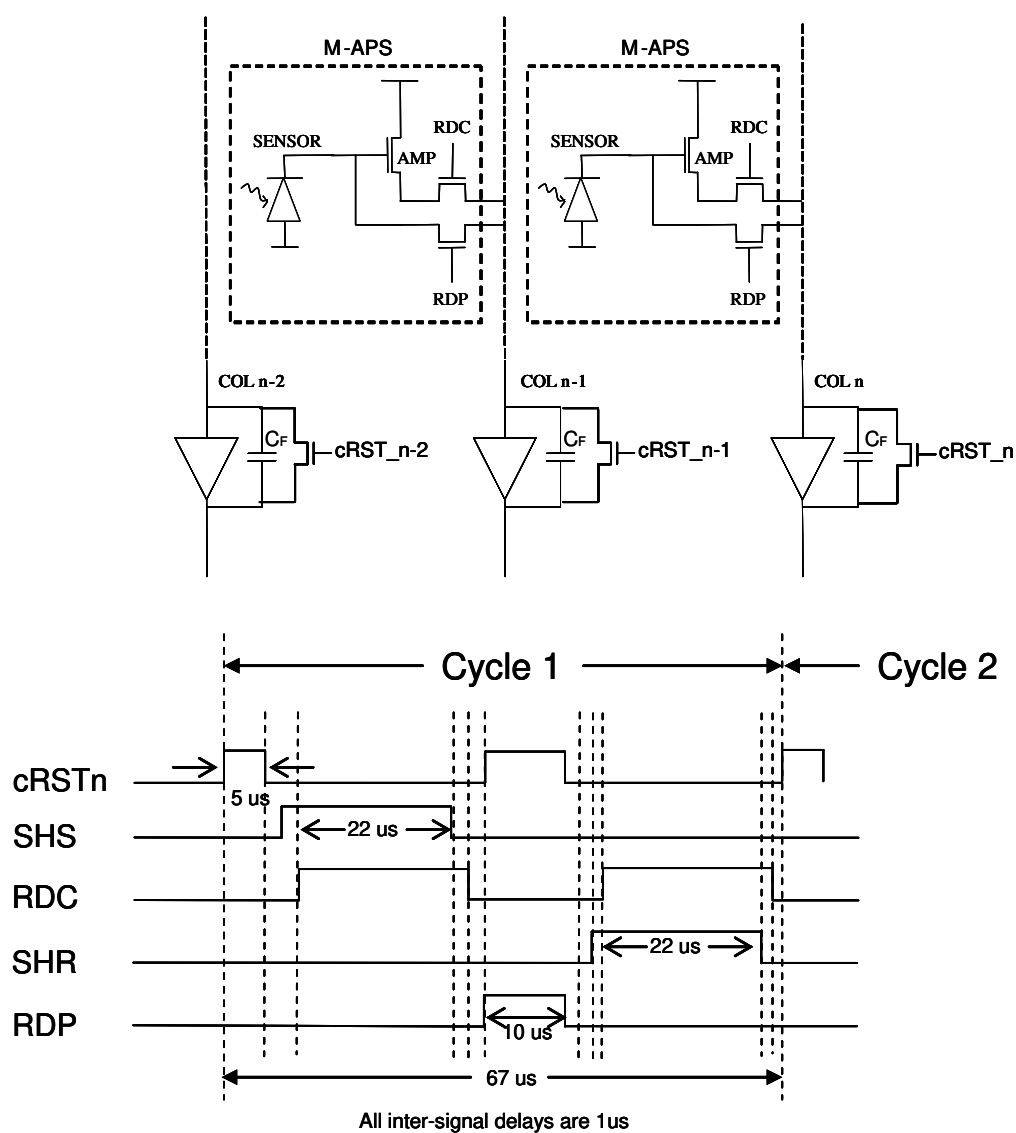 M-APS M-APS
SENSOR AMP RDC SENSOR AMP RDC
RDP RDP
COL n-2 COL n-1 COL n
CF cRST_n-2 CF cRST_n-1 CF cRST_n
Cycle 1 Cycle 2
cRSTn
5 us
SHS 22 us
RDC
SHR 22 us
RDP 10 us
67 us
All inter-signal delays are 1us